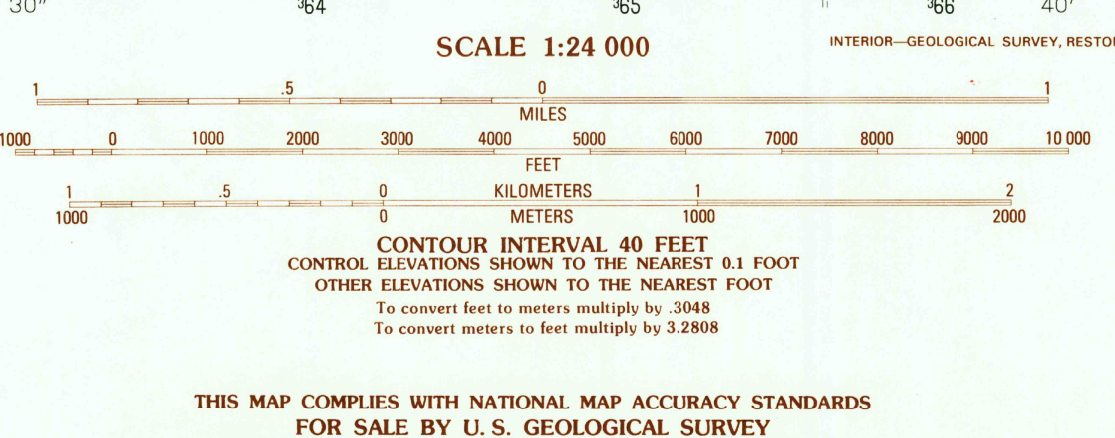 30" ³64 ³65 ³66 40'
SCALE 1:24 000
INTERIOR—GEOLOGICAL SURVEY, RESTO
1 .5 0 1
MILES
1000 0 1000 2000 3000 4000 5000 6000 7000 8000 9000 10 000
FEET
1 .5 0 KILOMETERS 1 2
1000 0 METERS 1000 2000
CONTOUR INTERVAL 40 FEET
CONTROL ELEVATIONS SHOWN TO THE NEAREST 0.1 FOOT
OTHER ELEVATIONS SHOWN TO THE NEAREST FOOT
To convert feet to meters multiply by .3048
To convert meters to feet multiply by 3.2808
THIS MAP COMPLIES WITH NATIONAL MAP ACCURACY STANDARDS
FOR SALE BY U. S. GEOLOGICAL SURVEY